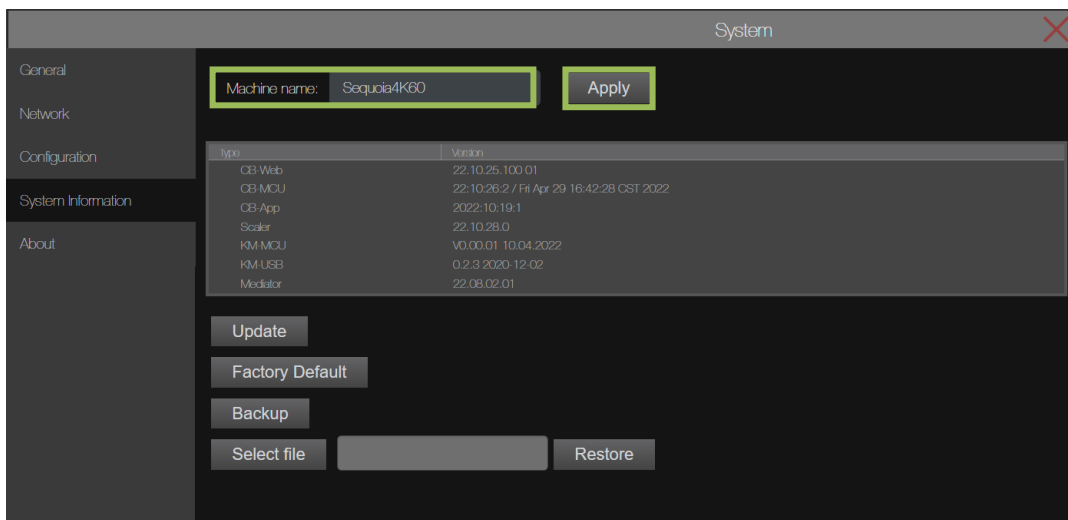 System
General
Network
Configuration
System Information
About
Machine name: Sequoia4K60 Apply
Type Version
CB-Web 22.10.25.100 01
CB-MCU 22:10:26:2 / Fri Apr 29 16:42:28 CST 2022
CB-App 2022:10:19:1
Scaler 22.10.28.0
KM-MCU V0.00.01 10.04.2022
KM-USB 0.2.3 2020-12-02
Mediator 22.08.02.01
Update
Factory Default
Backup
Select file Restore